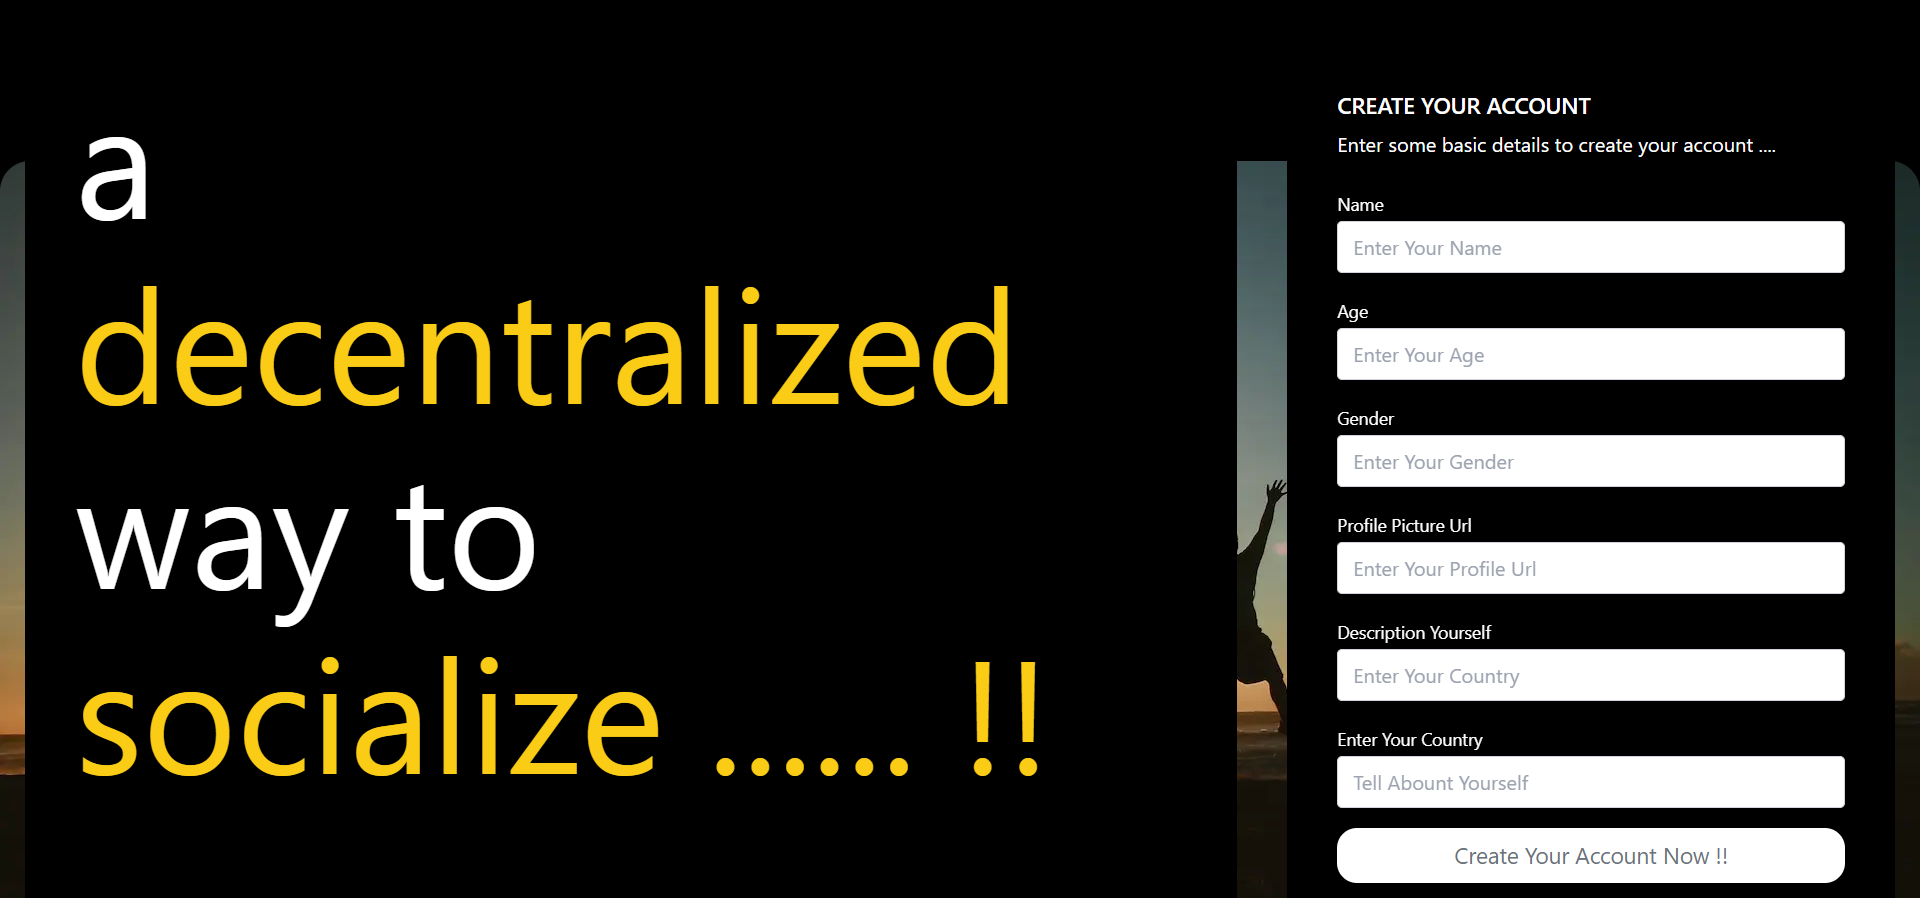 a
decentralized
way to
socialize ...... !!
CREATE YOUR ACCOUNT
Enter some basic details to create your account ....
Name
Enter Your Name
Age
Enter Your Age
Gender
Enter Your Gender
Profile Picture Url
Enter Your Profile Url
Description Yourself
Enter Your Country
Enter Your Country
Tell Abount Yourself
Create Your Account Now !!